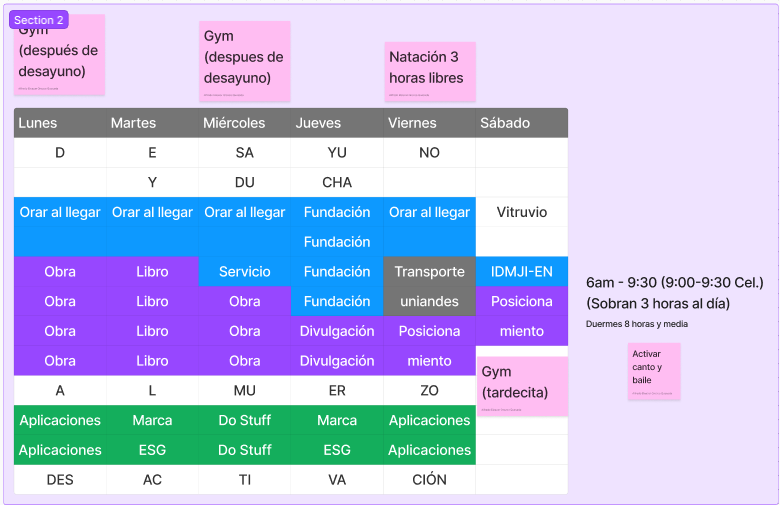 Section 2
Gym
(después de
desayuno)
Gym
(despues de
desayuno)
Natación 3
horas libres
Lunes Martes Miércoles Jueves Viernes Sábado
D E SA YU NO
Y DU CHA
Orar al llegar Orar al llegar Orar al llegar Fundación Orar al llegar Vitruvio
Fundación
Obra Libro Servicio Fundación Transporte IDMJI-EN
Obra Libro Obra Fundación uniandes Posiciona
Obra Libro Obra Divulgación Posiciona miento
Obra Libro Obra Divulgación miento
Gym
(tardecita)
A L MU ER ZO
Aplicaciones Marca Do Stuff Marca Aplicaciones
Aplicaciones ESG Do Stuff ESG Aplicaciones
DES AC TI VA CIÓN
6am - 9:30 (9:00-9:30 Cel.)
(Sobran 3 horas al día)
Duermes 8 horas y media
Activar
canto y
baile